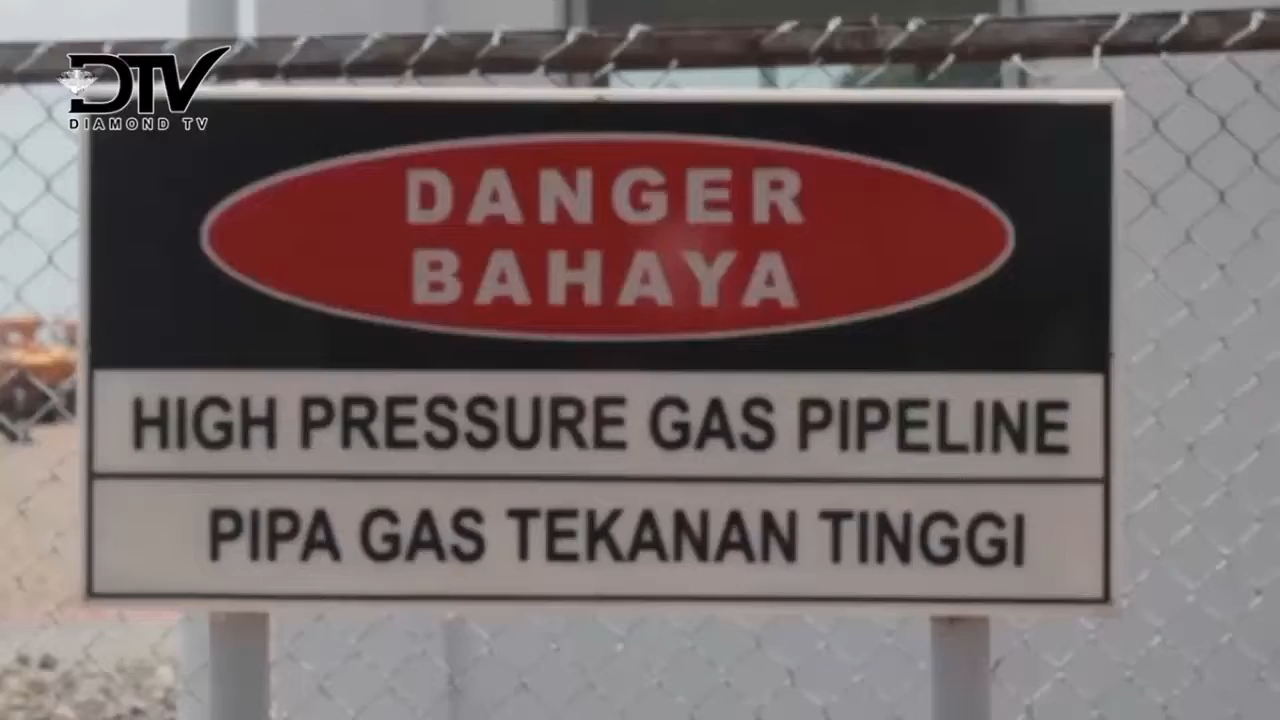 DTV
DIAMOND TV
DANGER
BAHAYA
HIGH PRESSURE GAS PIPELINE
PIPA GAS TEKANAN TINGGI